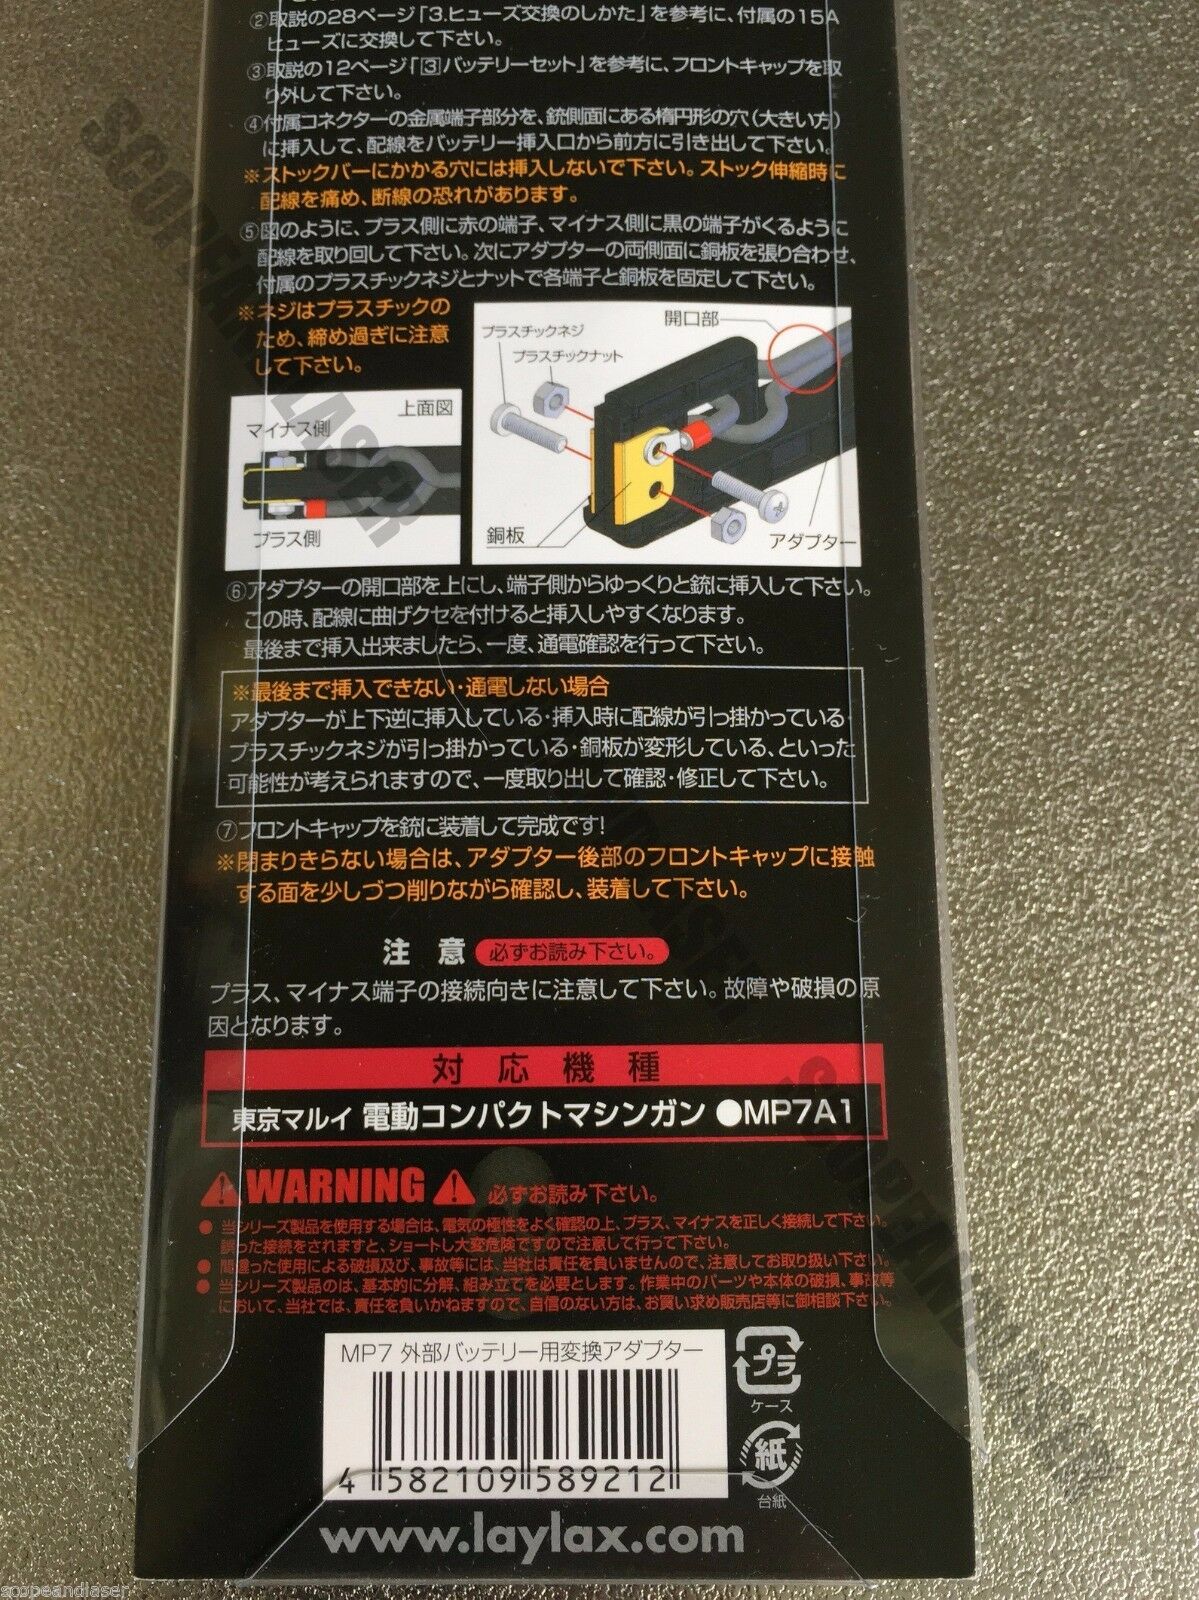 ②取説の28ページ「3.ヒューズ交換のしかた」を参考に、付属の15A
ヒューズに交換して下さい。
③取説の12ページ「3バッテリーセット」を参考に、フロントキャップを取
り外して下さい。
④付属コネクターの金属端子部分を、銃側面にある楕円形の穴(大きい方)
に挿入して、配線をバッテリー挿入口から前方に引き出して下さい。
※ストックバーにかかる穴には挿入しないで下さい。ストック伸縮時に
配線を痛め、断線の恐れがあります。
⑤図のように、プラス側に赤の端子、マイナス側に黒の端子がくるように
配線を取り回して下さい。次にアダプターの両側面に銅板を張り合わせ、
付属のプラスチックネジとナットで各端子と銅板を固定して下さい。
※ネジはプラスチックの
ため、締め過ぎに注意
して下さい。
上面図
マイナス側
プラス側
プラスチックネジ
プラスチックナット
開口部
銅板
アダプター
⑥アダプターの開口部を上にし、端子側からゆっくりと銃に挿入して下さい。
この時、配線に曲げクセを付けると挿入しやすくなります。
最後まで挿入出来ましたら、一度、通電確認を行って下さい。
※最後まで挿入できない・通電しない場合
アダプターが上下逆に挿入している・挿入時に配線が引っ掛かっている・
プラスチックネジが引っ掛かっている・銅板が変形している、といった
可能性が考えられますので、一度取り出して確認・修正して下さい。
⑦フロントキャップを銃に装着して完成です!
※閉まりきらない場合は、アダプター後部のフロントキャップに接触
する面を少しづつ削りながら確認し、装着して下さい。
注意 必ずお読み下さい。
プラス、マイナス端子の接続向きに注意して下さい。故障や破損の原
因となります。
対応機種
東京マルイ 電動コンパクトマシンガン ●MP7A1
WARNING 必ずお読み下さい。
● 当シリーズ製品を使用する場合は、電気の極性をよく確認の上、プラス、マイナスを正しく接続して下さい。
誤った接続をされますと、ショートし大変危険ですので注意して行って下さい。
● 間違った使用による破損及び、事故等には、当社は責任を負いませんので、注意してお取り扱い下さい。
● 当シリーズ製品のは、基本的に分解、組み立てを必要とします。作業中のパーツや本体の破損、事故等
において、当社では、責任を負いかねますので、自信のない方は、お買い求め販売店等に御相談下さい。
MP7 外部バッテリー用変換アダプター
4 582109 589212
プラ
ケース
紙
台紙
www.laylax.com
scopeandlaser
SCOPEANDLASER
SCOPEANDLASER